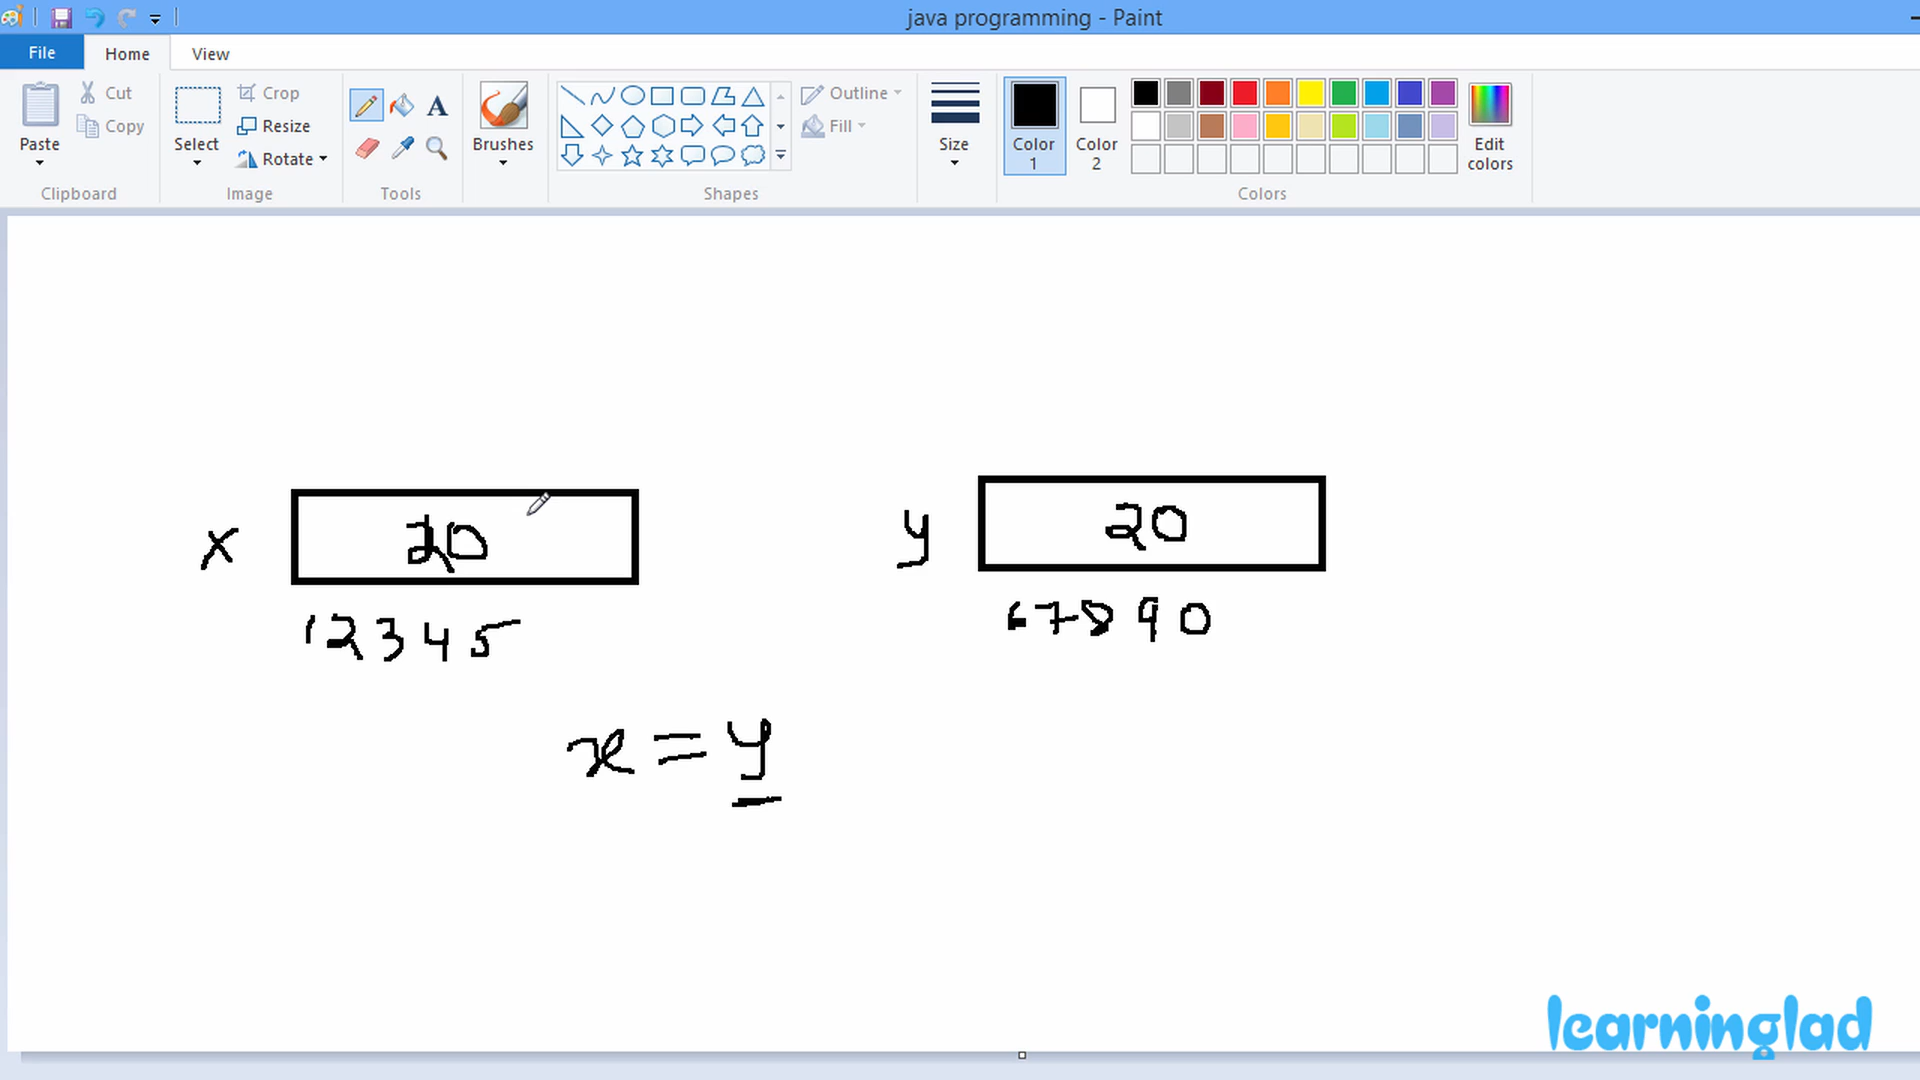 java programming - Paint
File Home View
Paste Cut Copy Clipboard
Select Crop Resize Rotate Image
Tools
Brushes
Outline Fill Shapes
Size
Color 1 Color 2 Edit colors Colors
x 20 y 20
12345 67890
x = y
learninglad